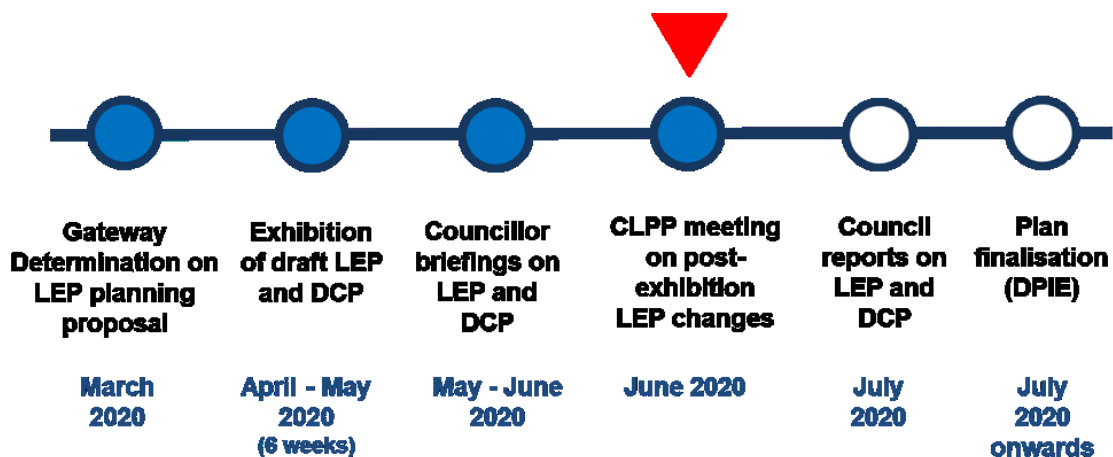 Gateway
Determination on
LEP planning
proposal
March
2020
Exhibition
of draft LEP
and DCP
April - May
2020
(6 weeks)
Councillor
briefings on
LEP and
DCP
May - June
2020
CLPP meeting
on post-
exhibition
LEP changes
June 2020
Council
reports on
LEP and
DCP
July
2020
Plan
finalisation
(DPIE)
July
2020
onwards